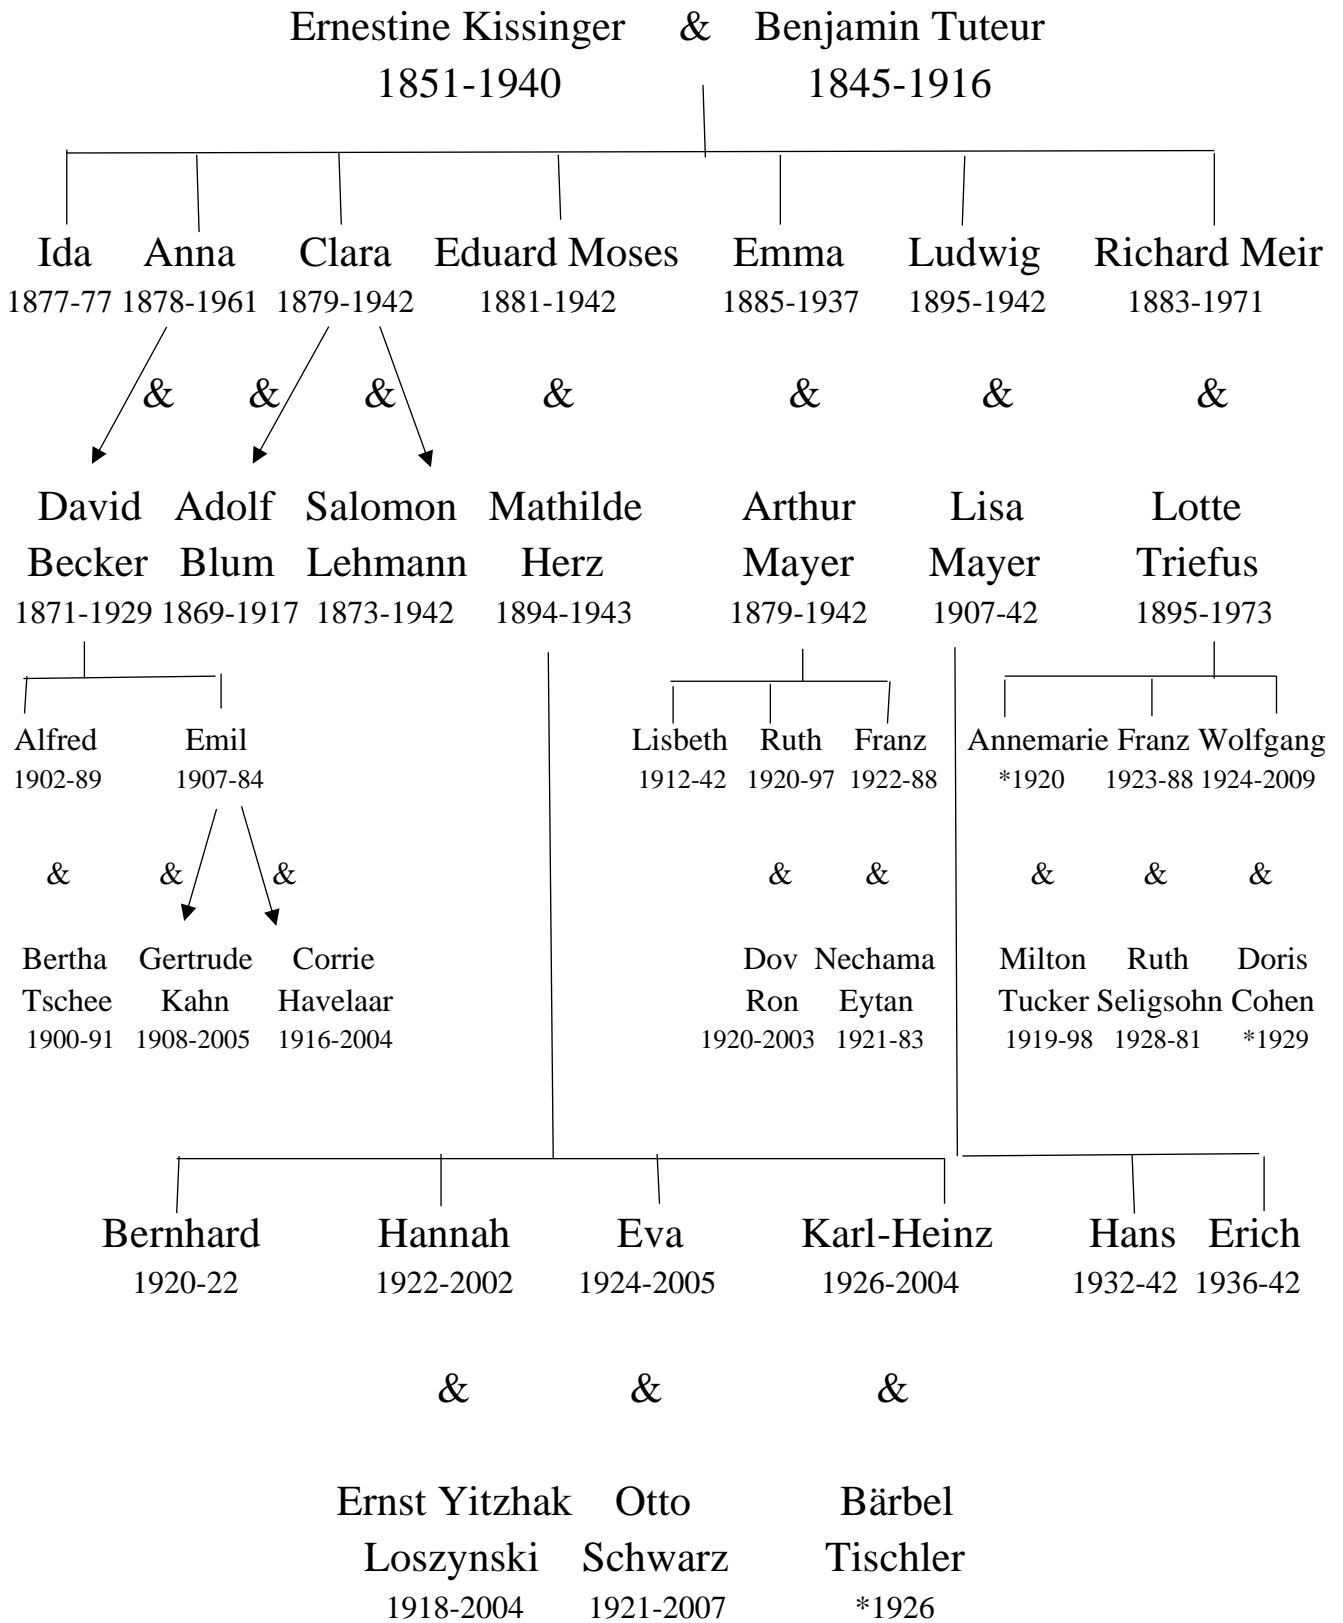 Ernestine Kissinger & Benjamin Tuteur
1851-1940 1845-1916
Ida Anna Clara Eduard Moses Emma Ludwig Richard Meir
1877-77 1878-1961 1879-1942 1881-1942 1885-1937 1895-1942 1883-1971
& & & & & & &
David Adolf Salomon Mathilde Arthur Lisa Lotte
Becker Blum Lehmann Herz Mayer Mayer Triefus
1871-1929 1869-1917 1873-1942 1894-1943 1879-1942 1907-42 1895-1973
Alfred Emil Lisbeth Ruth Franz Annemarie Franz Wolfgang
1902-89 1907-84 1912-42 1920-97 1922-88 *1920 1923-88 1924-2009
& & & & & & & &
Bertha Gertrude Corrie Dov Nechama Milton Ruth Doris
Tschee Kahn Havelaar Ron Eytan Tucker Seligsohn Cohen
1900-91 1908-2005 1916-2004 1920-2003 1921-83 1919-98 1928-81 *1929
Bernhard Hannah Eva Karl-Heinz Hans Erich
1920-22 1922-2002 1924-2005 1926-2004 1932-42 1936-42
& & &
Ernst Yitzhak Otto Bärbel
Loszynski Schwarz Tischler
1918-2004 1921-2007 *1926